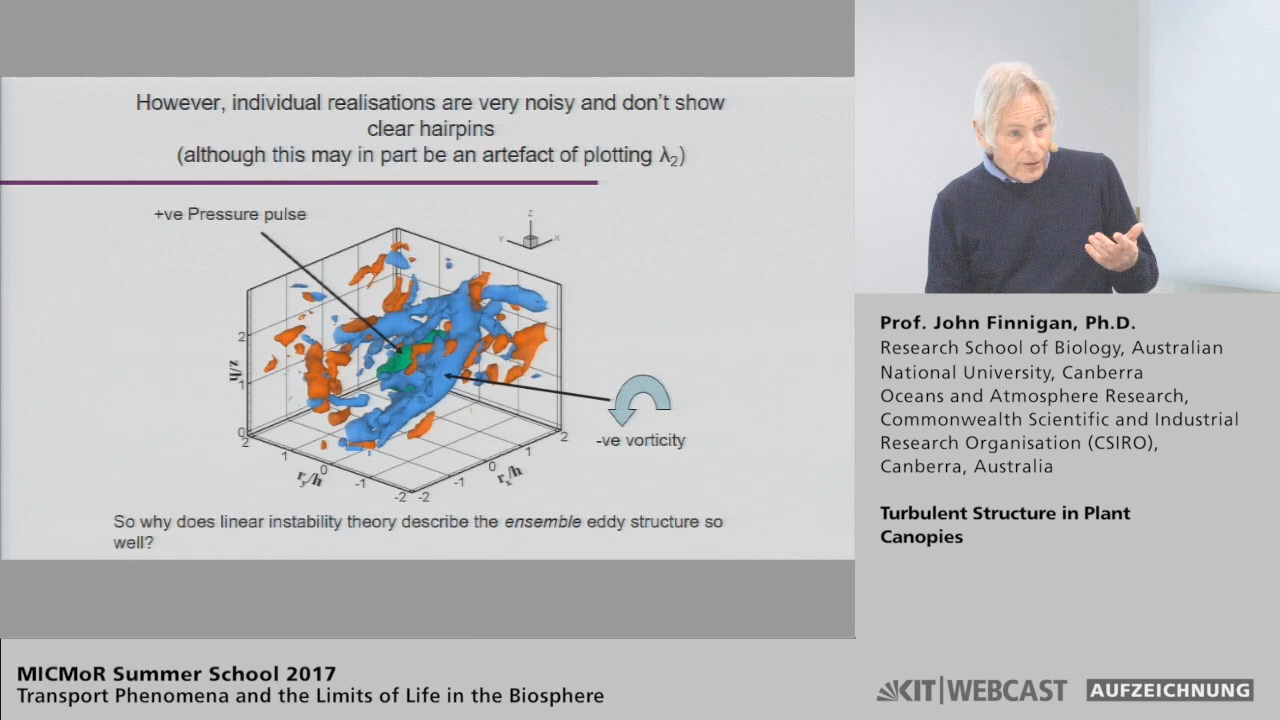 However, individual realisations are very noisy and don't show
clear hairpins
(although this may in part be an artefact of plotting λ₂)
+ve Pressure pulse
Z
Y X
z/h
2
1
0
2
1
0
-1
-2
r_y/h
-2
-1
0
1
2
r_x/h
-ve vorticity
So why does linear instability theory describe the ensemble eddy structure so
well?
Prof. John Finnigan, Ph.D.
Research School of Biology, Australian
National University, Canberra
Oceans and Atmosphere Research,
Commonwealth Scientific and Industrial
Research Organisation (CSIRO),
Canberra, Australia
Turbulent Structure in Plant
Canopies
MICMoR Summer School 2017
Transport Phenomena and the Limits of Life in the Biosphere
KIT|WEBCAST AUFZEICHNUNG